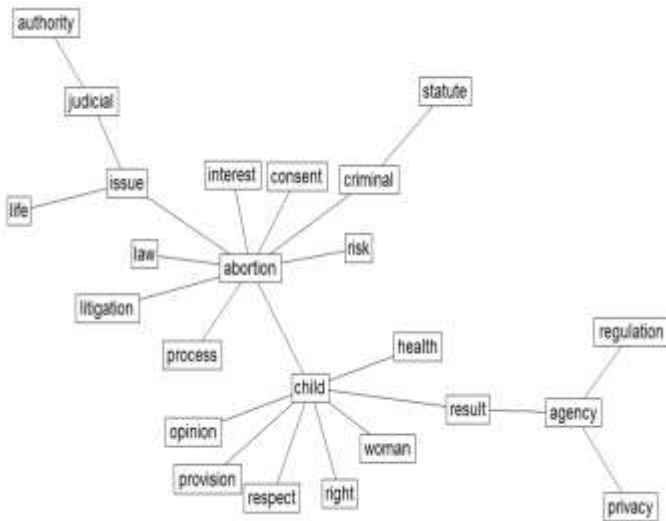 authority
judicial
statute
issue
interest
consent
criminal
life
law
risk
abortion
litigation
process
health
regulation
child
result
agency
opinion
woman
provision
respect
right
privacy